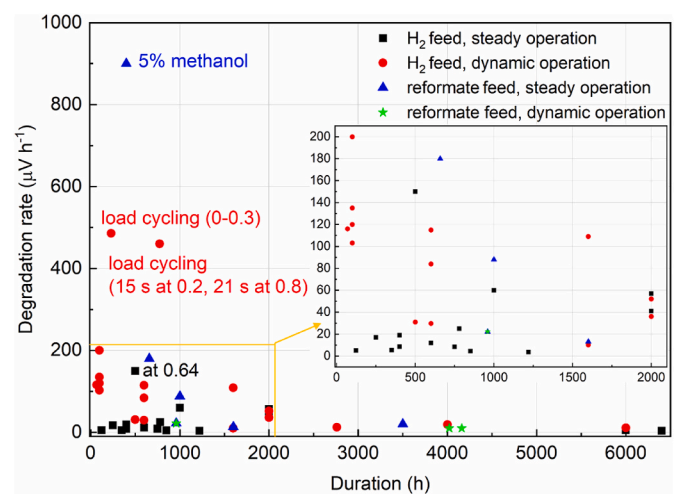 1000
800
600
400
200
0
Degradation rate (μV h⁻¹)
5% methanol
H₂ feed, steady operation
H₂ feed, dynamic operation
reformate feed, steady operation
reformate feed, dynamic operation
load cycling (0-0.3)
load cycling
(15 s at 0.2, 21 s at 0.8)
at 0.64
200
180
160
140
120
100
80
60
40
20
0
0 500 1000 1500 2000
0 1000 2000 3000 4000 5000 6000
Duration (h)